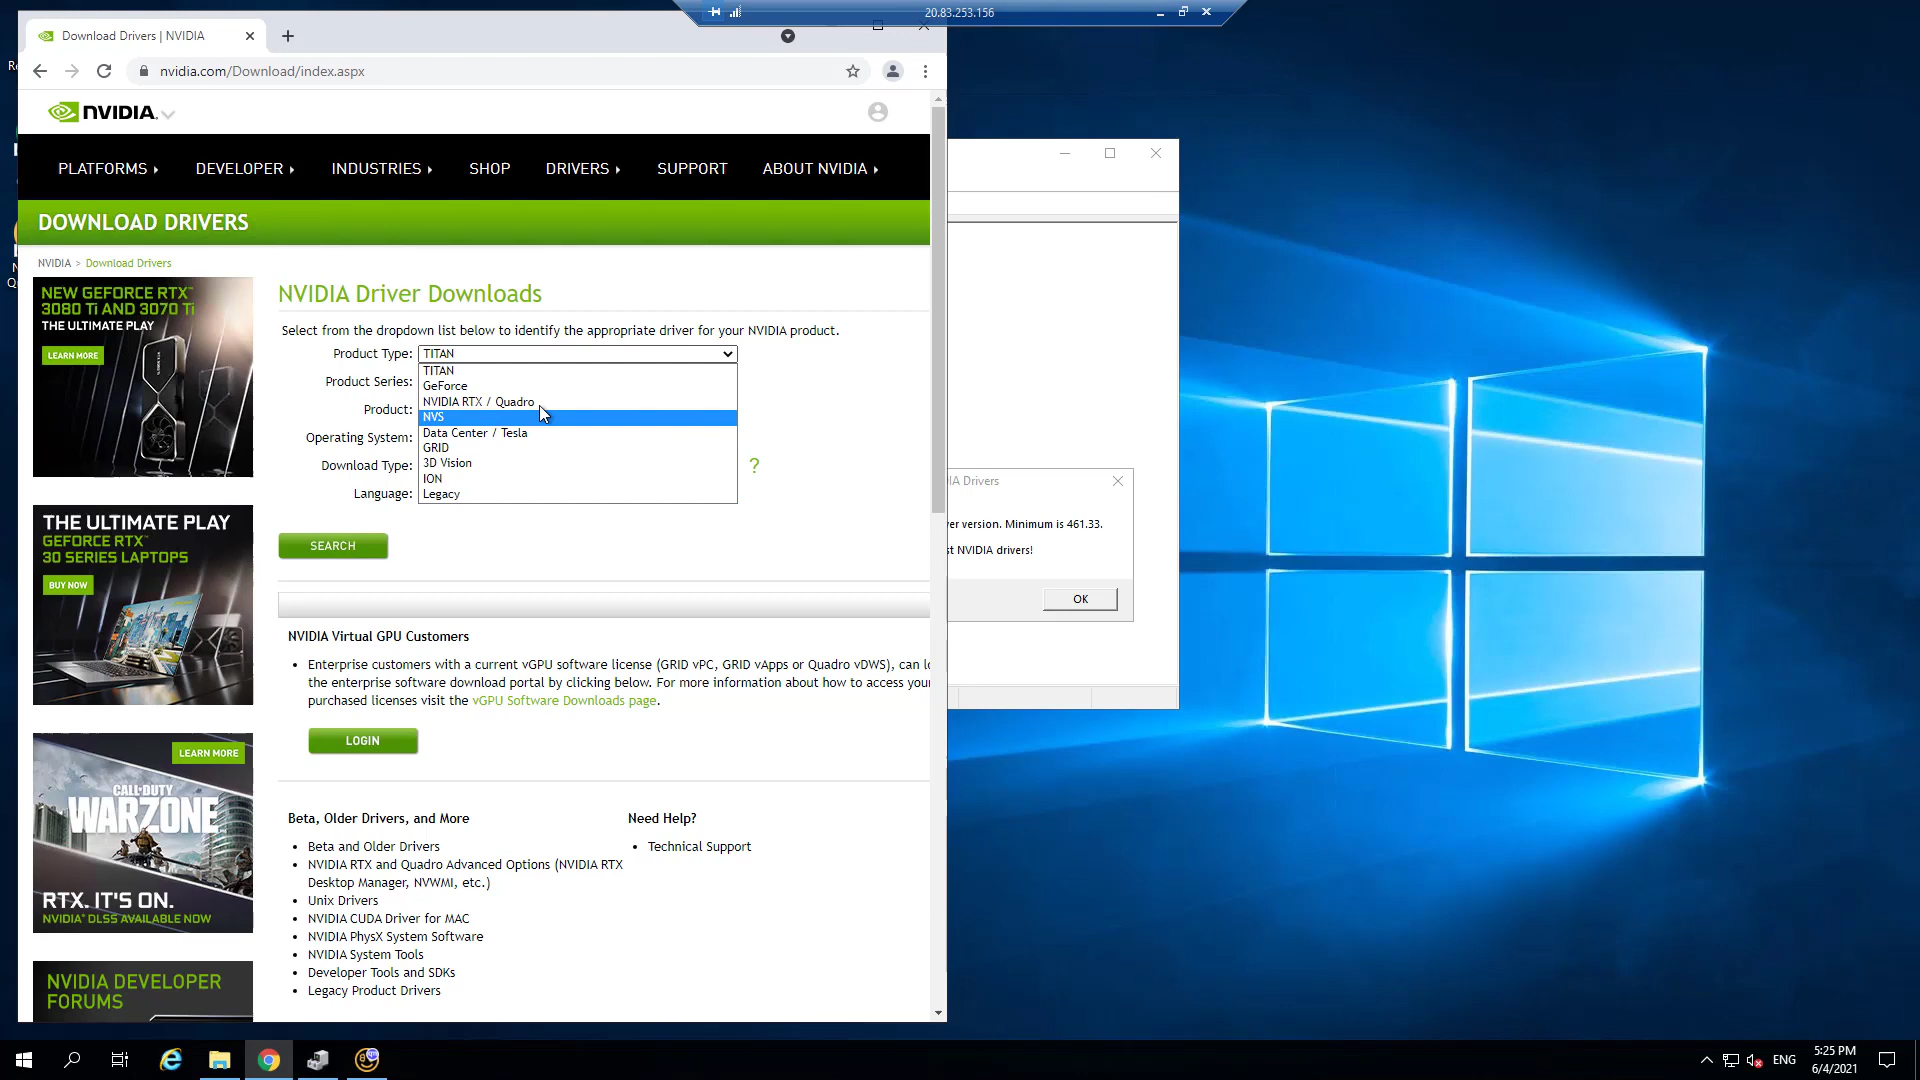 20.83.253.156
Download Drivers | NVIDIA
nvidia.com/Download/index.aspx
NVIDIA.
PLATFORMS DEVELOPER INDUSTRIES SHOP DRIVERS SUPPORT ABOUT NVIDIA
DOWNLOAD DRIVERS
NVIDIA > Download Drivers
NEW GEFORCE RTX™
3080 Ti AND 3070 Ti
THE ULTIMATE PLAY
LEARN MORE
NVIDIA Driver Downloads
Select from the dropdown list below to identify the appropriate driver for your NVIDIA product.
Product Type: TITAN
TITAN
Product Series:
GeForce
NVIDIA RTX / Quadro
Product:
NVS
Operating System:
Data Center / Tesla
GRID
Download Type:
3D Vision
?
ION
Language:
Legacy
SEARCH
IA Drivers
er version. Minimum is 461.33.
st NVIDIA drivers!
OK
THE ULTIMATE PLAY
GEFORCE RTX™
30 SERIES LAPTOPS
BUY NOW
NVIDIA Virtual GPU Customers
• Enterprise customers with a current vGPU software license (GRID vPC, GRID vApps or Quadro vDWS), can lo
the enterprise software download portal by clicking below. For more information about how to access your
purchased licenses visit the vGPU Software Downloads page.
LOGIN
LEARN MORE
CALL OF DUTY
WARZONE
RTX. IT'S ON.
NVIDIA® DLSS AVAILABLE NOW
Beta, Older Drivers, and More
• Beta and Older Drivers
• NVIDIA RTX and Quadro Advanced Options (NVIDIA RTX
Desktop Manager, NVWMI, etc.)
• Unix Drivers
• NVIDIA CUDA Driver for MAC
• NVIDIA PhysX System Software
• NVIDIA System Tools
• Developer Tools and SDKs
• Legacy Product Drivers
Need Help?
• Technical Support
NVIDIA DEVELOPER
FORUMS
ENG
5:25 PM
6/4/2021